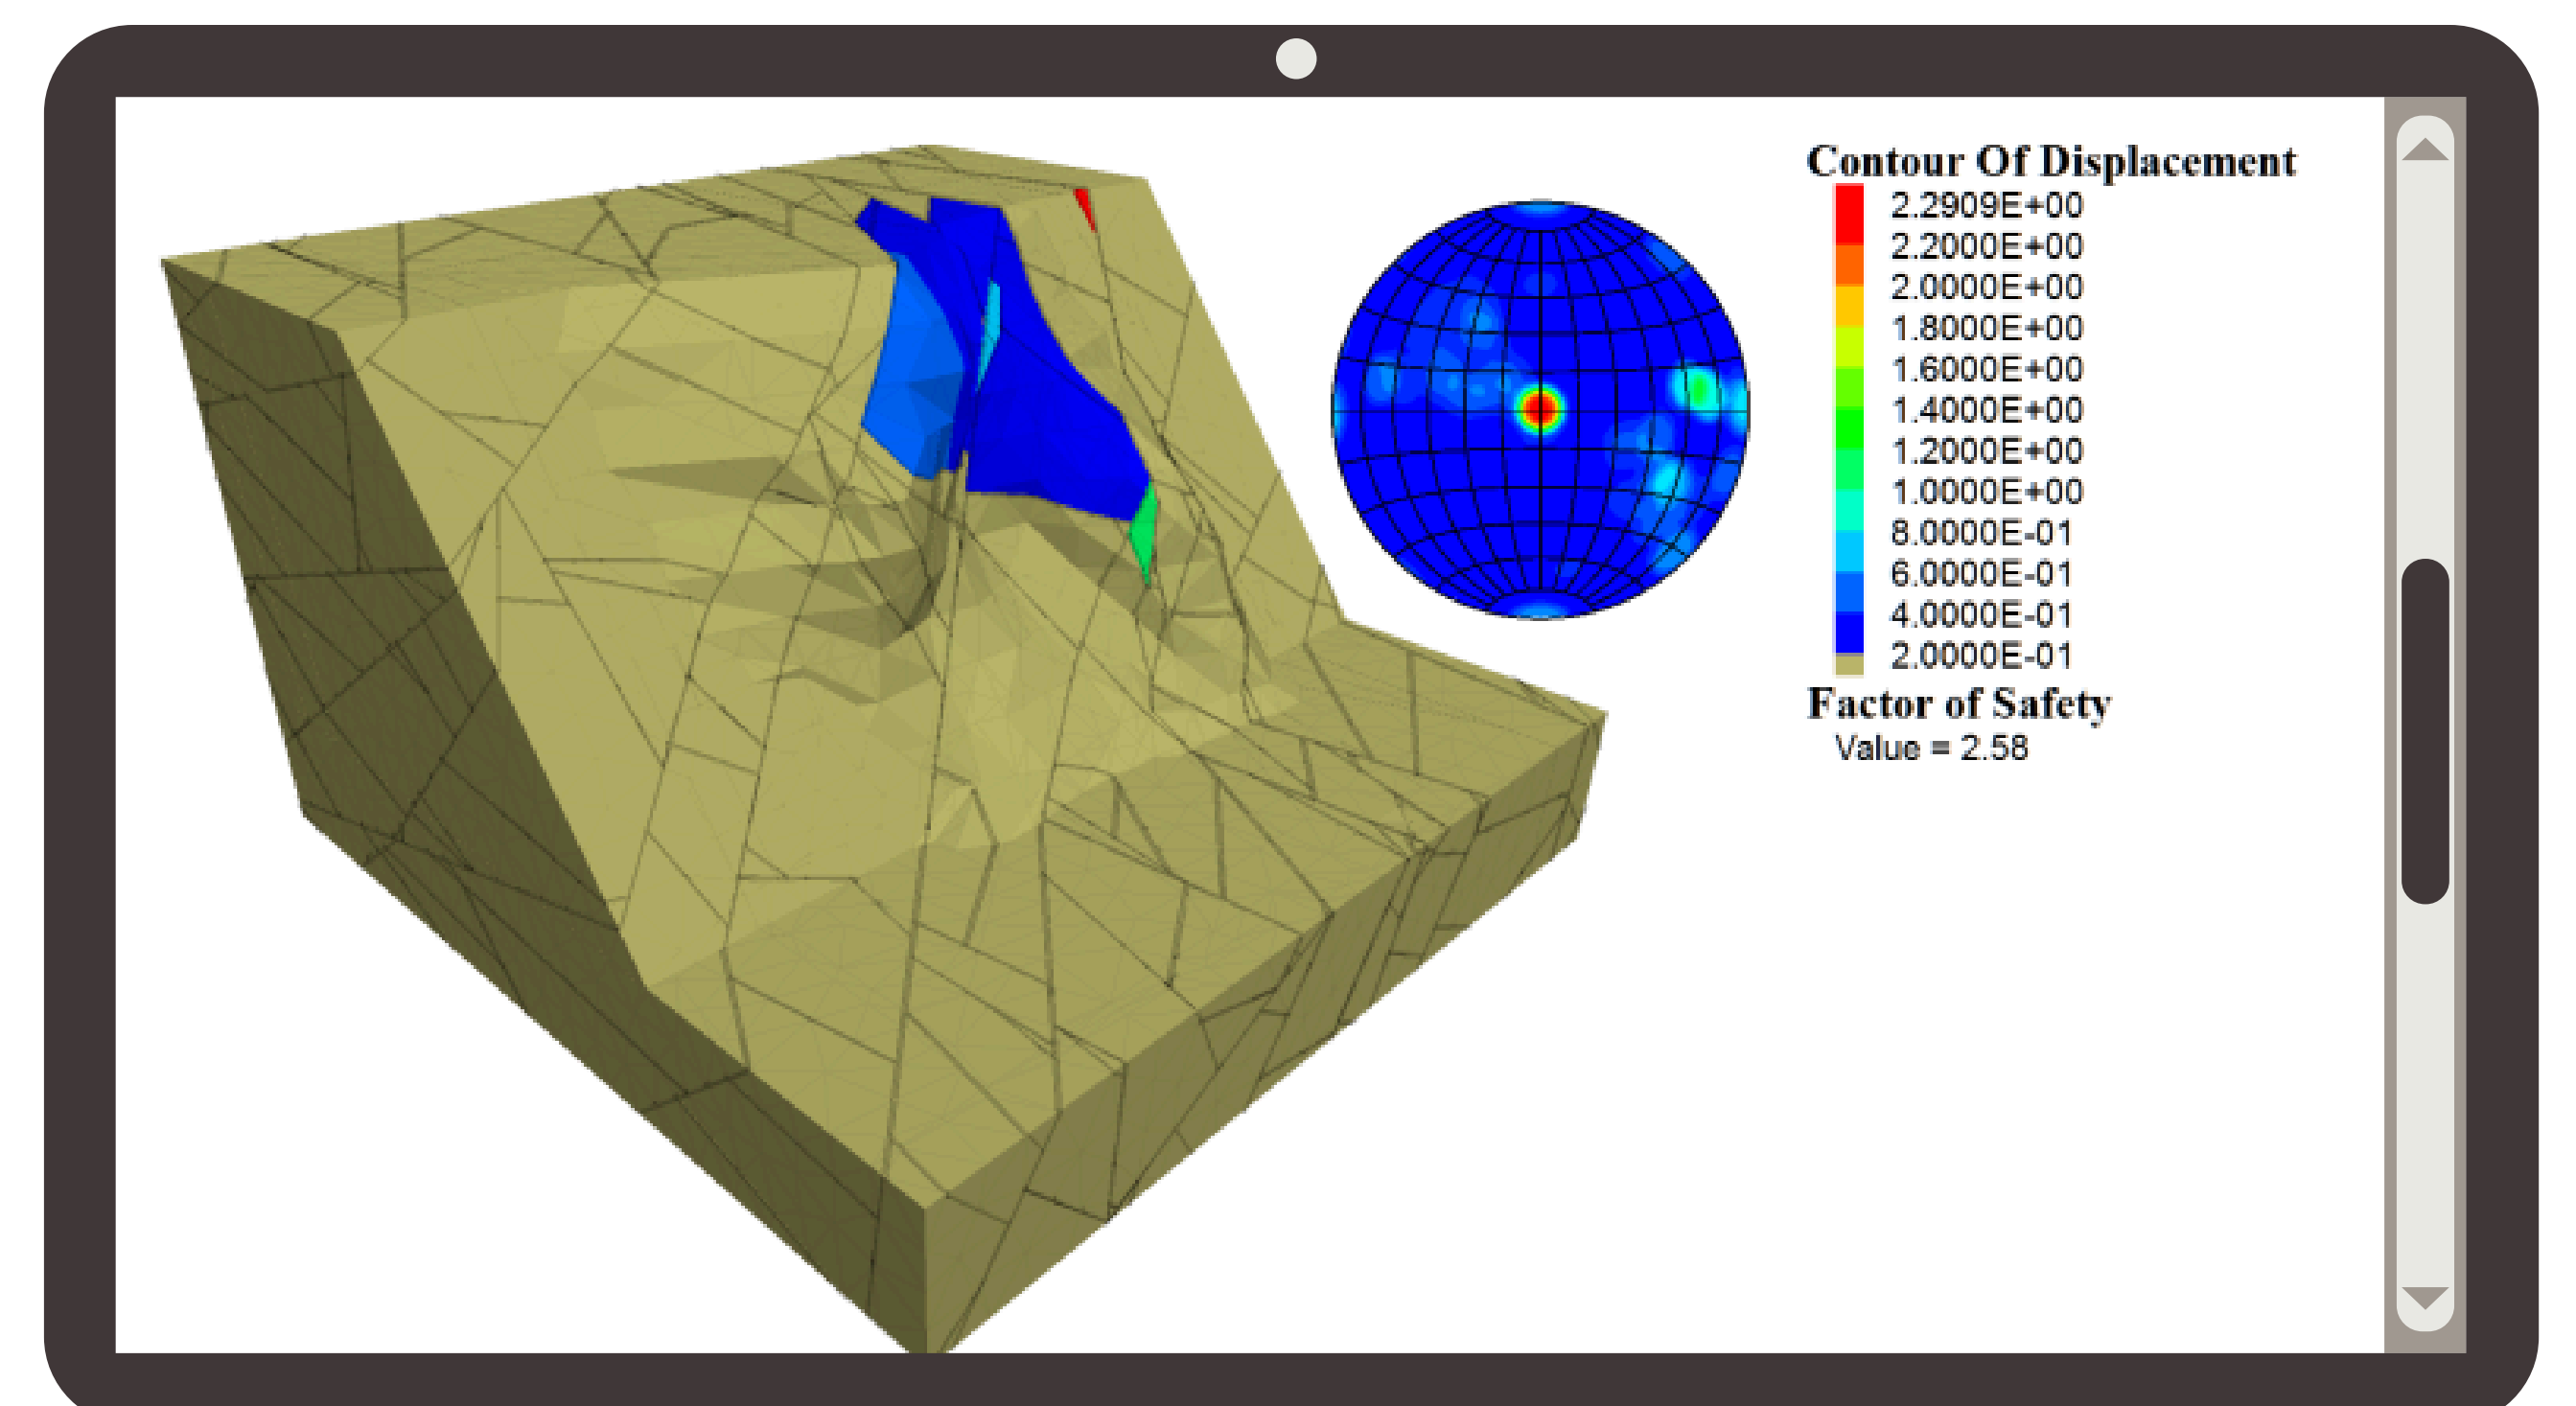 Contour Of Displacement
2.2909E+00
2.2000E+00
2.0000E+00
1.8000E+00
1.6000E+00
1.4000E+00
1.2000E+00
1.0000E+00
8.0000E-01
6.0000E-01
4.0000E-01
2.0000E-01
Factor of Safety
Value = 2.58